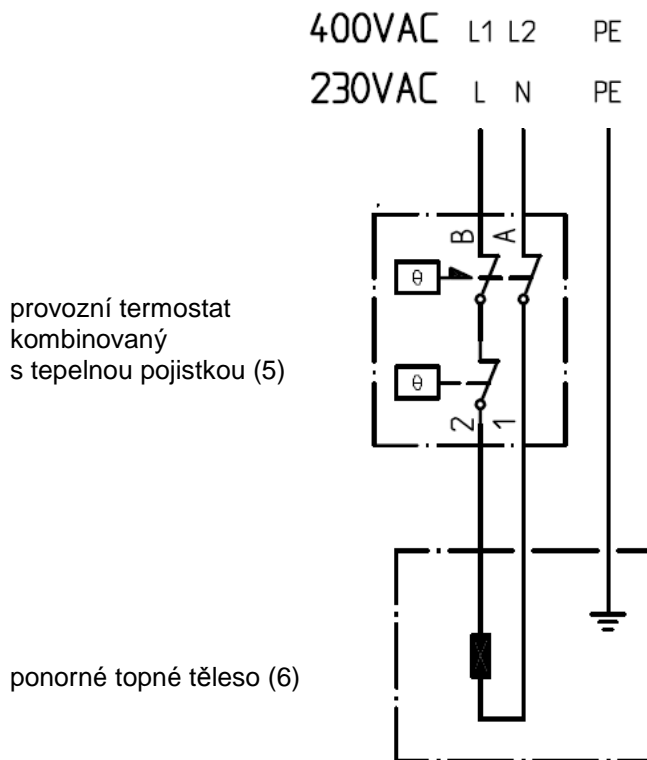 400VAC L1 L2 PE
230VAC L N PE
B A
θ
provozní termostat
kombinovaný
s tepelnou pojistkou (5)
θ
2 1
ponorné topné těleso (6)